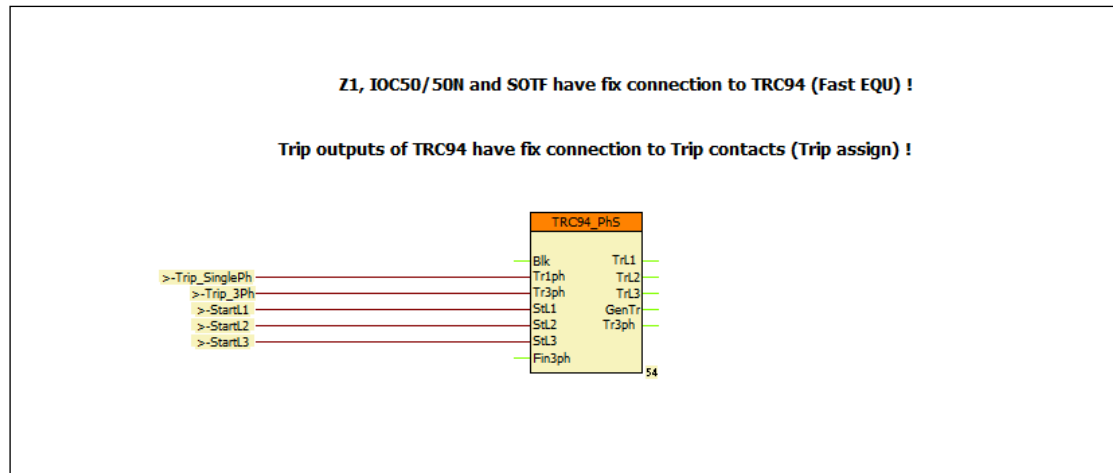 Z1, IOC50/50N and SOTF have fix connection to TRC94 (Fast EQU) !
Trip outputs of TRC94 have fix connection to Trip contacts (Trip assign) !
TRC94_PhS
Blk TrL1
>-Trip_SinglePh Tr1ph TrL2
>-Trip_3Ph Tr3ph TrL3
>-StartL1 StL1 GenTr
>-StartL2 StL2 Tr3ph
>-StartL3 StL3
Fin3ph
54